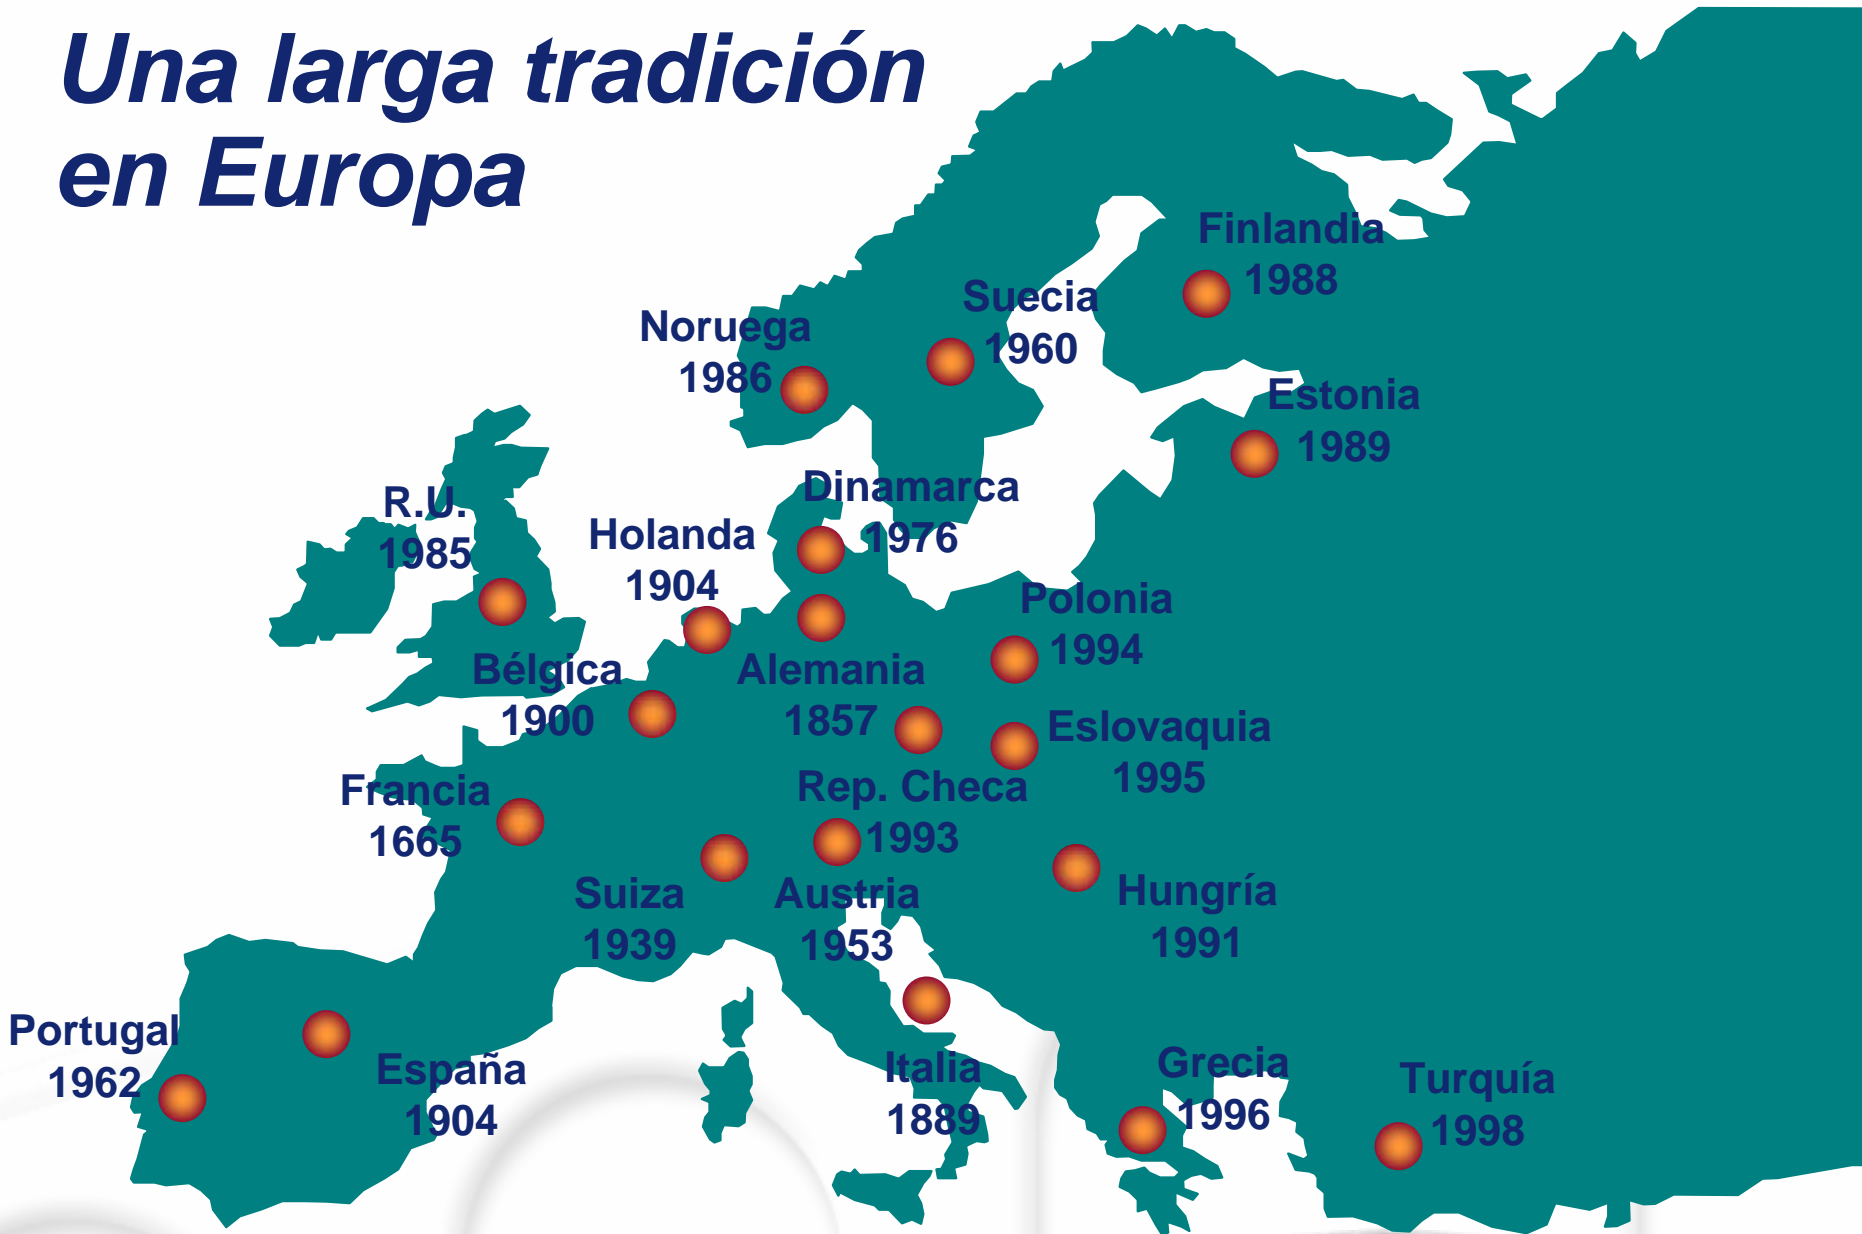 Una larga tradición
en Europa
Finlandia
1988
Suecia
1960
Noruega
1986
Estonia
1989
Dinamarca
1976
R.U.
1985
Holanda
1904
Polonia
1994
Bélgica
1900
Alemania
1857
Eslovaquia
1995
Francia
1665
Rep. Checa
1993
Suiza
1939
Austria
1953
Hungría
1991
Portugal
1962
España
1904
Italia
1889
Grecia
1996
Turquía
1998